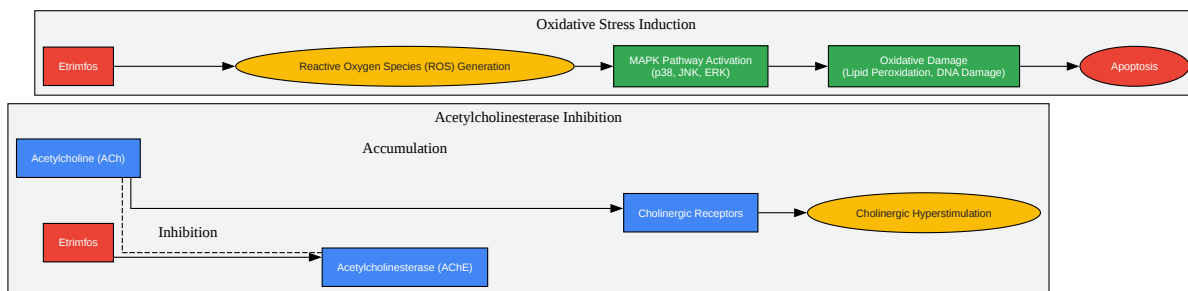 Oxidative Stress Induction
Etrimfos
Reactive Oxygen Species (ROS) Generation
MAPK Pathway Activation
(p38, JNK, ERK)
Oxidative Damage
(Lipid Peroxidation, DNA Damage)
Apoptosis
Acetylcholinesterase Inhibition
Acetylcholine (ACh)
Accumulation
Cholinergic Receptors
Cholinergic Hyperstimulation
Etrimfos
Inhibition
Acetylcholinesterase (AChE)